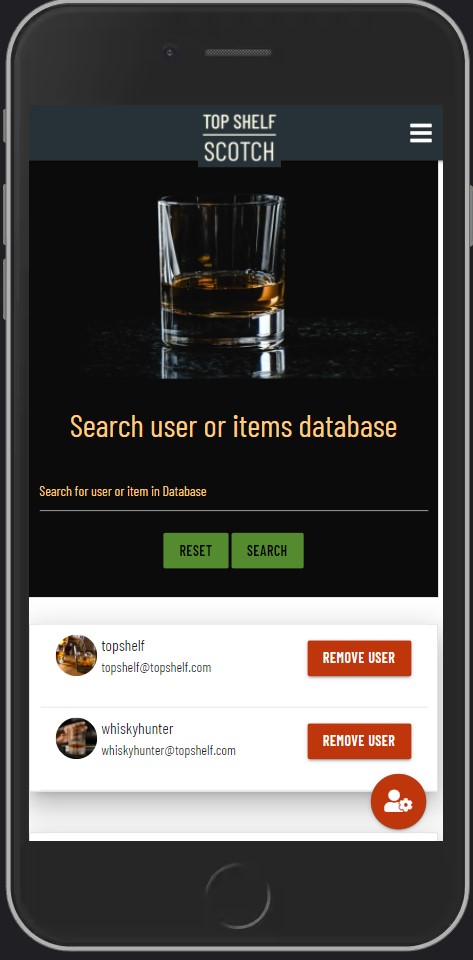 TOP SHELF
SCOTCH
Search user or items database
Search for user or item in Database
RESET SEARCH
topshelf
topshelf@topshelf.com
REMOVE USER
whiskyhunter
whiskyhunter@topshelf.com
REMOVE USER